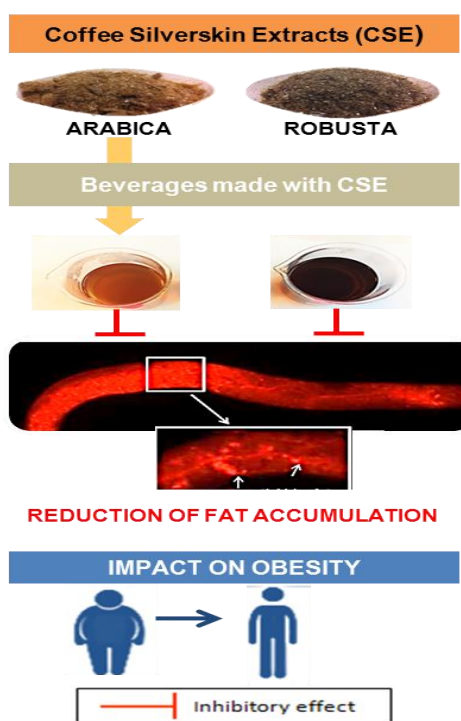 Coffee Silverskin Extracts (CSE)
ARABICA ROBUSTA
Beverages made with CSE
REDUCTION OF FAT ACCUMULATION
IMPACT ON OBESITY
Inhibitory effect